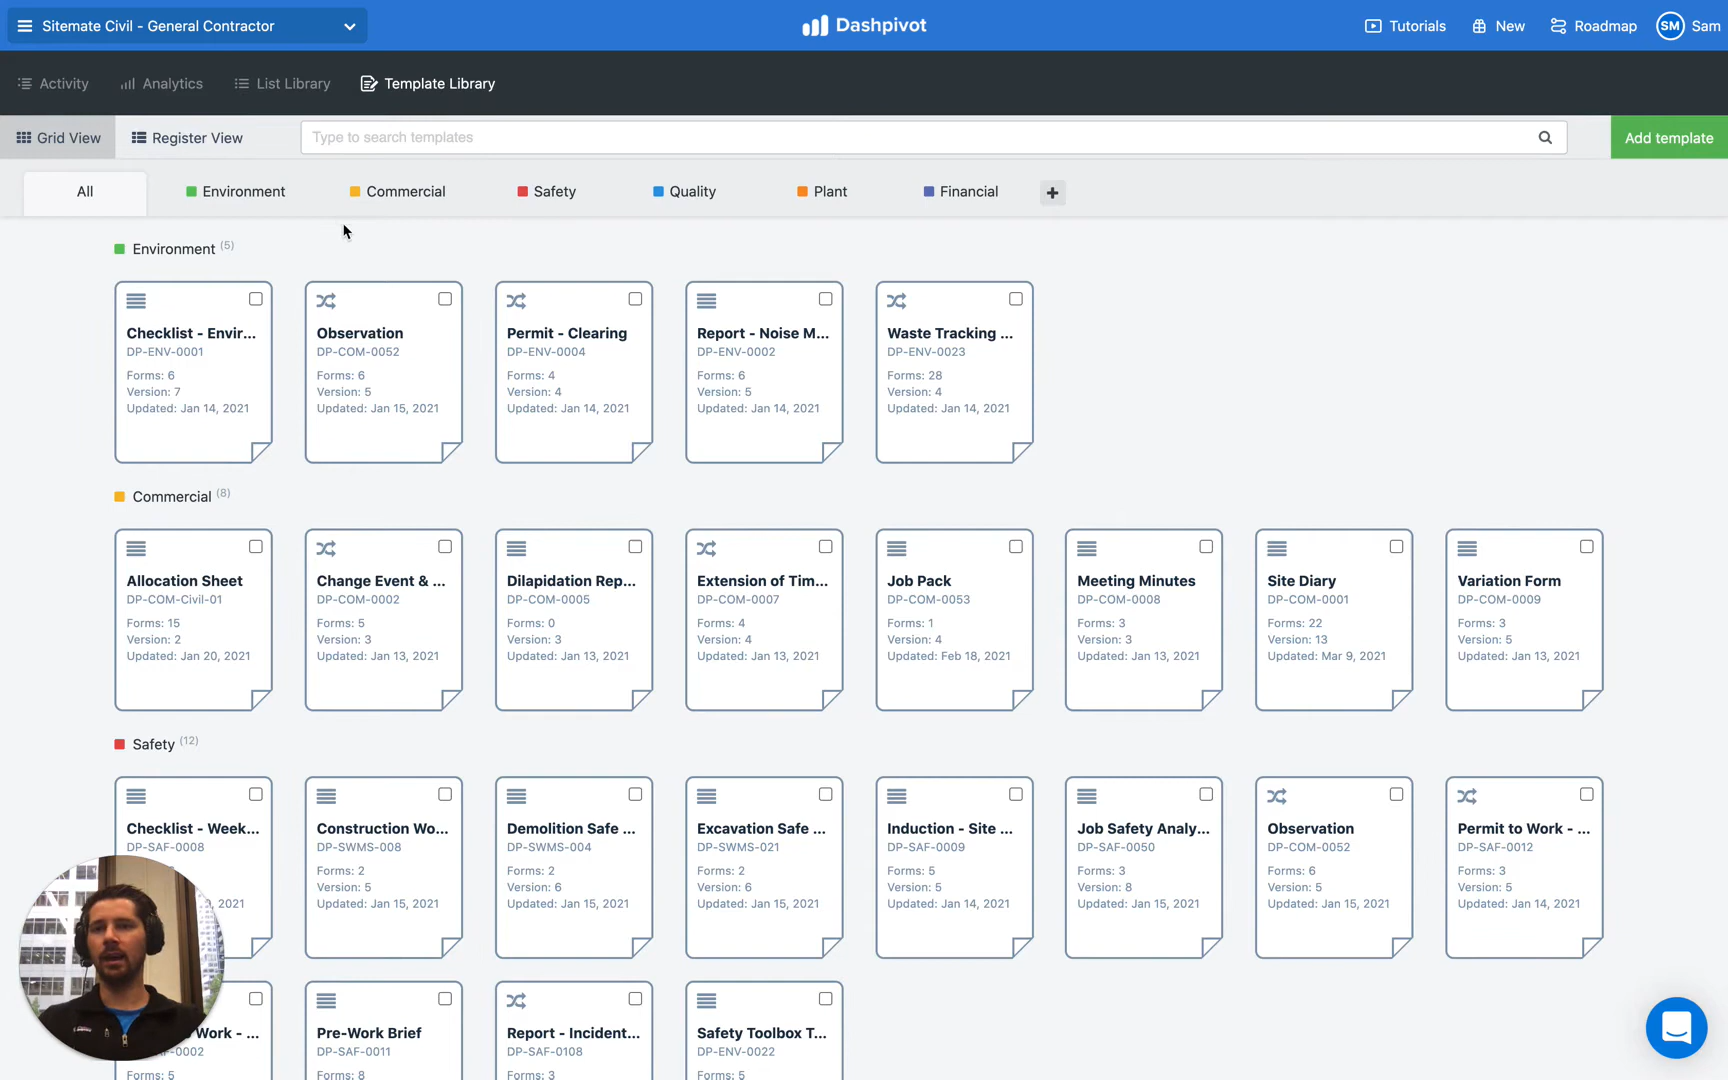 Sitemate Civil - General Contractor
Dashpivot
Tutorials New Roadmap SM Sam
Activity Analytics List Library Template Library
Grid View Register View Type to search templates Add template
All Environment Commercial Safety Quality Plant Financial +
Environment (5)
Checklist - Envir... Observation Permit - Clearing Report - Noise M... Waste Tracking ...
DP-ENV-0001 DP-COM-0052 DP-ENV-0004 DP-ENV-0002 DP-ENV-0023
Forms: 6 Forms: 6 Forms: 4 Forms: 6 Forms: 28
Version: 7 Version: 5 Version: 4 Version: 5 Version: 4
Updated: Jan 14, 2021 Updated: Jan 15, 2021 Updated: Jan 14, 2021 Updated: Jan 14, 2021 Updated: Jan 14, 2021
Commercial (8)
Allocation Sheet Change Event & ... Dilapidation Rep... Extension of Tim... Job Pack Meeting Minutes Site Diary Variation Form
DP-COM-Civil-01 DP-COM-0002 DP-COM-0005 DP-COM-0007 DP-COM-0053 DP-COM-0008 DP-COM-0001 DP-COM-0009
Forms: 15 Forms: 5 Forms: 0 Forms: 4 Forms: 1 Forms: 3 Forms: 22 Forms: 3
Version: 2 Version: 3 Version: 3 Version: 4 Version: 4 Version: 3 Version: 13 Version: 5
Updated: Jan 20, 2021 Updated: Jan 13, 2021 Updated: Jan 13, 2021 Updated: Jan 13, 2021 Updated: Feb 18, 2021 Updated: Jan 13, 2021 Updated: Mar 9, 2021 Updated: Jan 13, 2021
Safety (12)
Checklist - Week... Construction Wo... Demolition Safe ... Excavation Safe ... Induction - Site ... Job Safety Analy... Observation Permit to Work - ...
DP-SAF-0008 DP-SWMS-008 DP-SWMS-004 DP-SWMS-021 DP-SAF-0009 DP-SAF-0050 DP-COM-0052 DP-SAF-0012
Forms: 2 Forms: 2 Forms: 2 Forms: 5 Forms: 3 Forms: 6 Forms: 3
Version: 5 Version: 6 Version: 6 Version: 5 Version: 8 Version: 5 Version: 5
, 2021 Updated: Jan 15, 2021 Updated: Jan 15, 2021 Updated: Jan 15, 2021 Updated: Jan 14, 2021 Updated: Jan 15, 2021 Updated: Jan 15, 2021 Updated: Jan 14, 2021
Work - ... Pre-Work Brief Report - Incident... Safety Toolbox T...
-0002 DP-SAF-0011 DP-SAF-0108 DP-ENV-0022
Forms: 5 Forms: 8 Forms: 3 Forms: 5